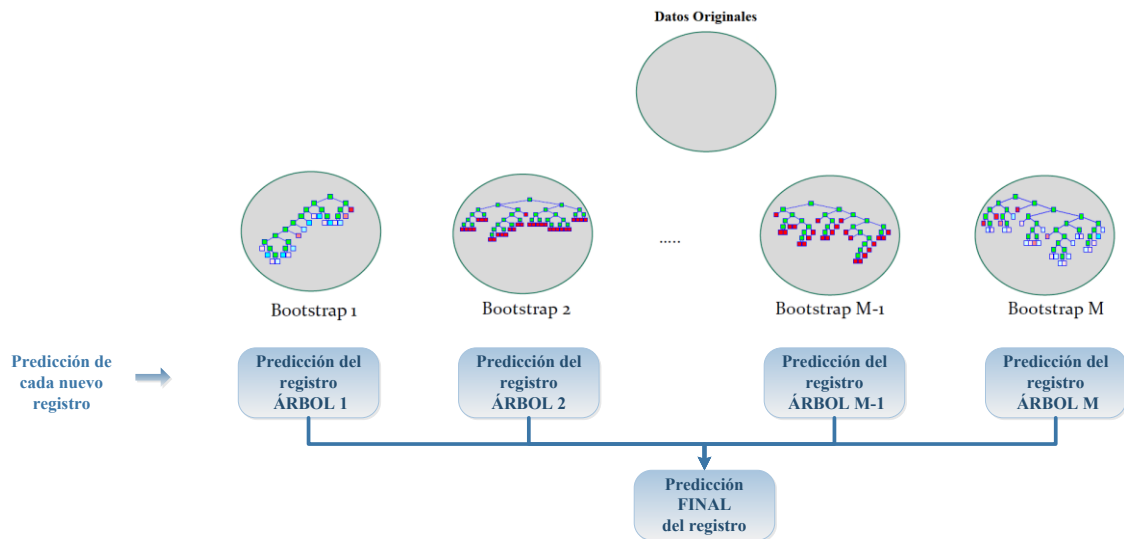 Datos Originales
.....
Bootstrap 1
Bootstrap 2
Bootstrap M-1
Bootstrap M
Predicción de
cada nuevo
registro
Predicción del
registro
ÁRBOL 1
Predicción del
registro
ÁRBOL 2
Predicción del
registro
ÁRBOL M-1
Predicción del
registro
ÁRBOL M
Predicción
FINAL
del registro